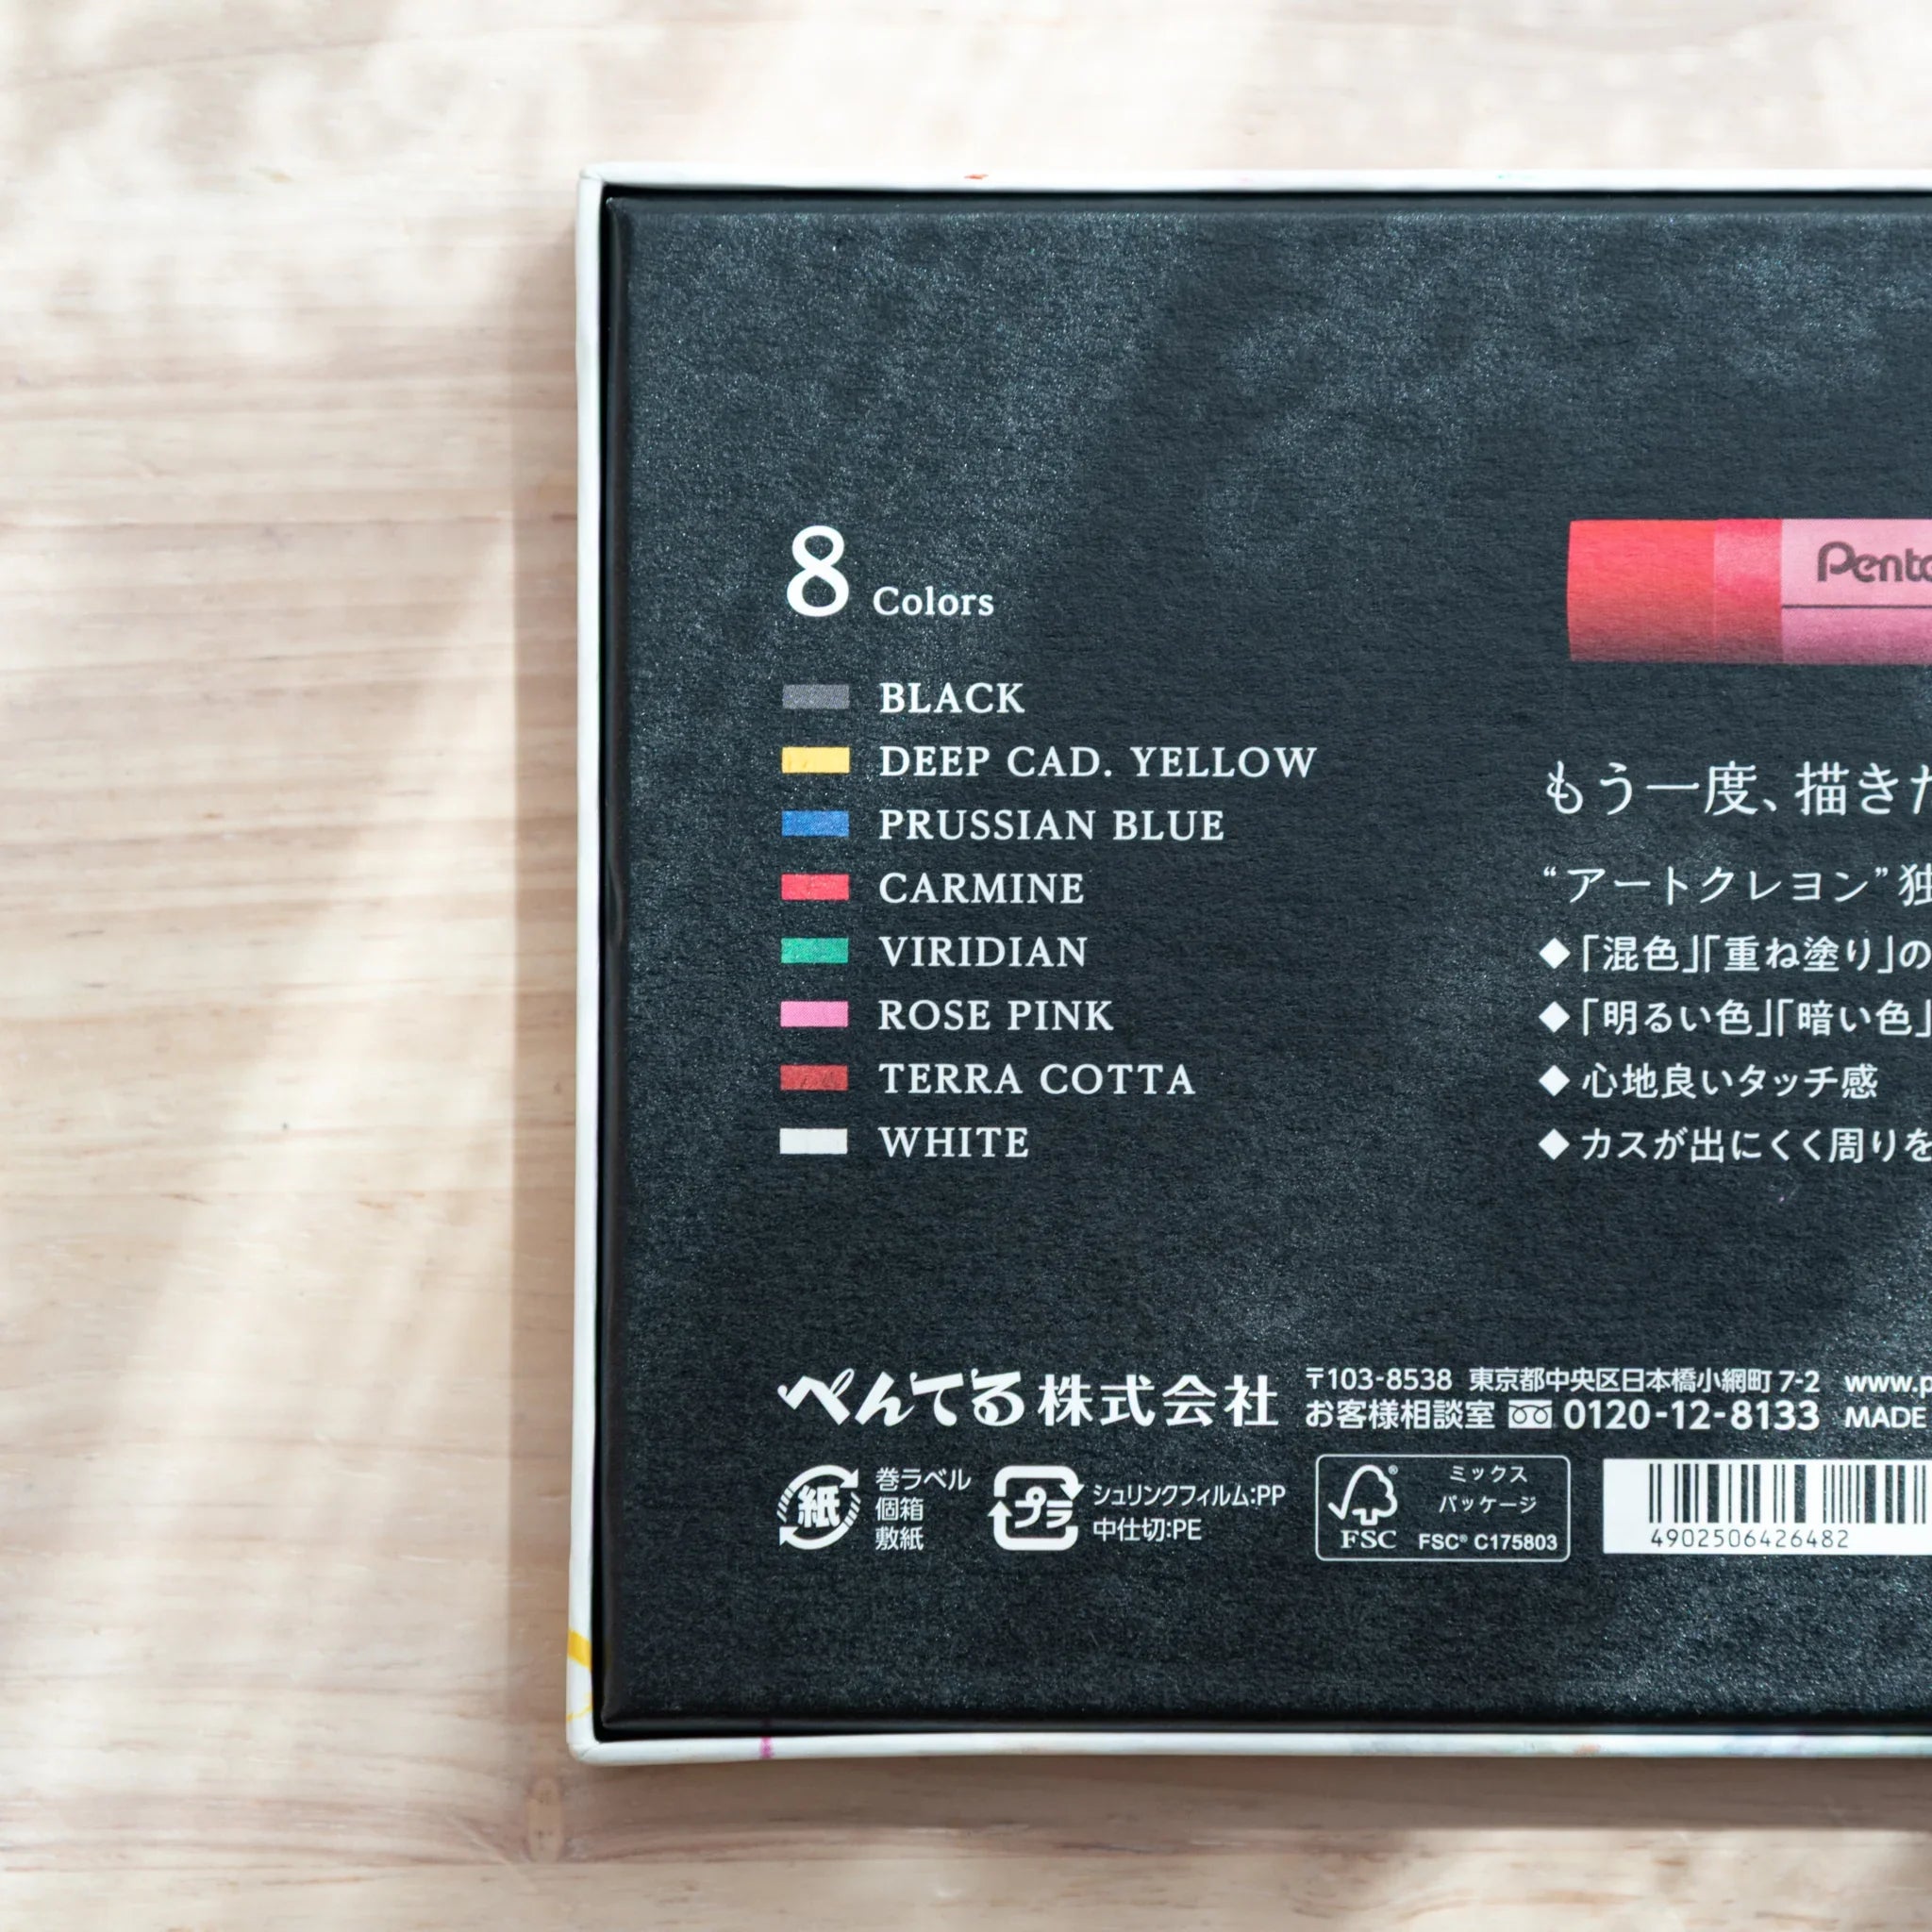 8 Colors
BLACK
DEEP CAD. YELLOW
PRUSSIAN BLUE
CARMINE
VIRIDIAN
ROSE PINK
TERRA COTTA
WHITE
もう一度、描き
“アートクレヨン”独
◆「混色」「重ね塗り」の
◆「明るい色」「暗い色」
◆心地良いタッチ感
◆カスが出にくく周りを
ぺんてる株式会社
〒103-8538 東京都中央区日本橋小網町7-2 www.p
お客様相談室 0120-12-8133 MADE
紙
巻ラベル
個箱
敷紙
プラ
シュリンクフィルム:PP
中仕切:PE
FSC
ミックス
パッケージ
FSC® C175803
4902506426482